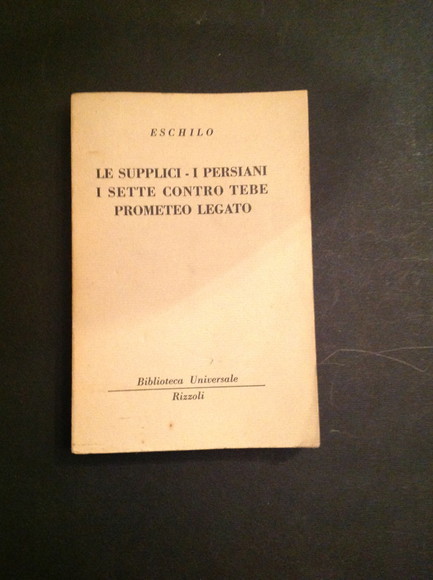 ESCHILO
LE SUPPLICI - I PERSIANI
I SETTE CONTRO TEBE
PROMETEO LEGATO
Biblioteca Universale
Rizzoli